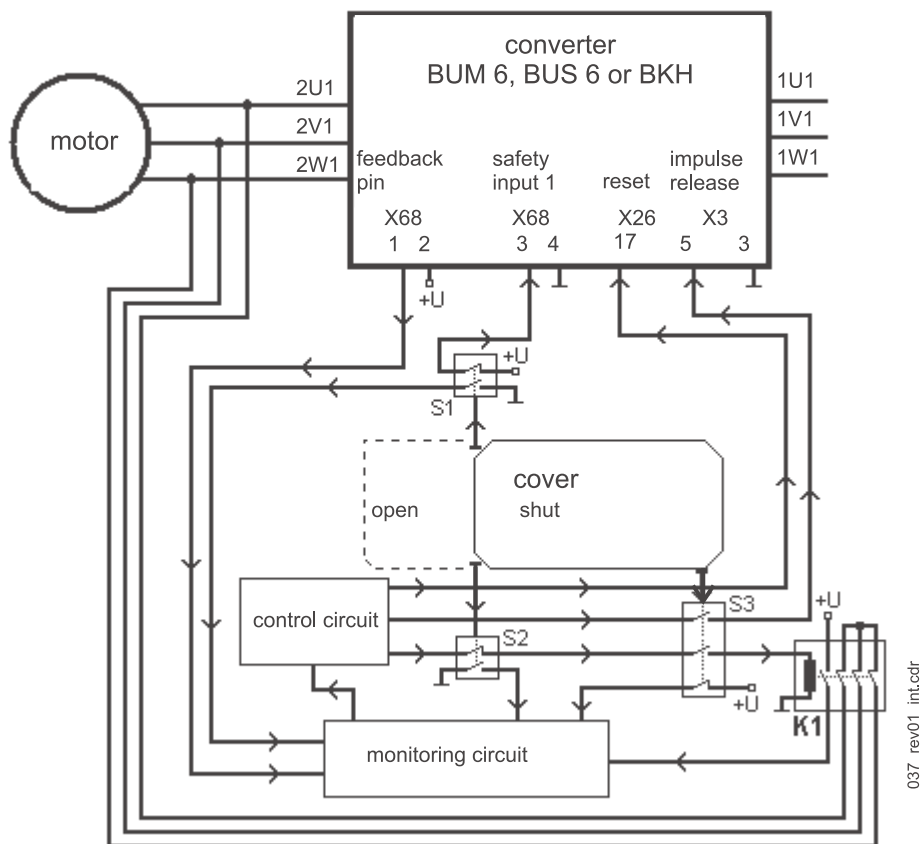 converter
BUM 6, BUS 6 or BKH
motor
2U1
2V1
2W1
1U1
1V1
1W1
feedback
pin
safety
input 1
reset
impulse
release
X68
X68
X26
X3
1
2
3
4
17
5
3
+U
+U
S1
cover
open
shut
control circuit
S2
S3
+U
+U
K1
monitoring circuit
037_rev01_int.cdr